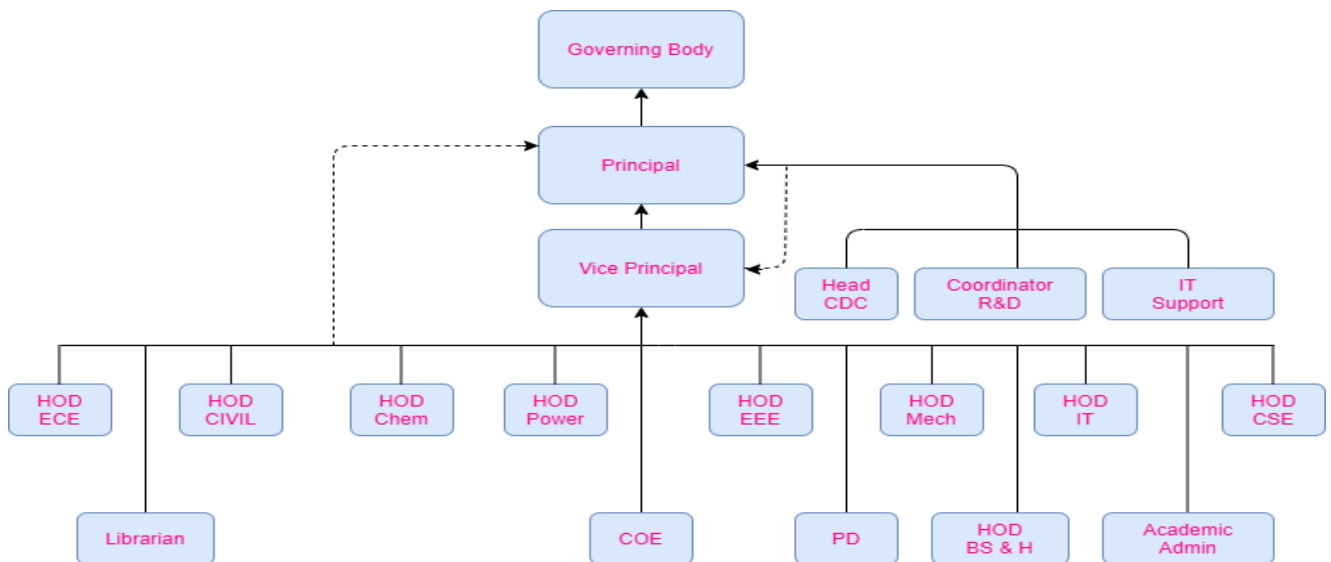 Governing Body
Principal
Vice Principal
Head
CDC
Coordinator
R&D
IT
Support
HOD
ECE
HOD
CIVIL
HOD
Chem
HOD
Power
HOD
EEE
HOD
Mech
HOD
IT
HOD
CSE
Librarian
COE
PD
HOD
BS & H
Academic
Admin